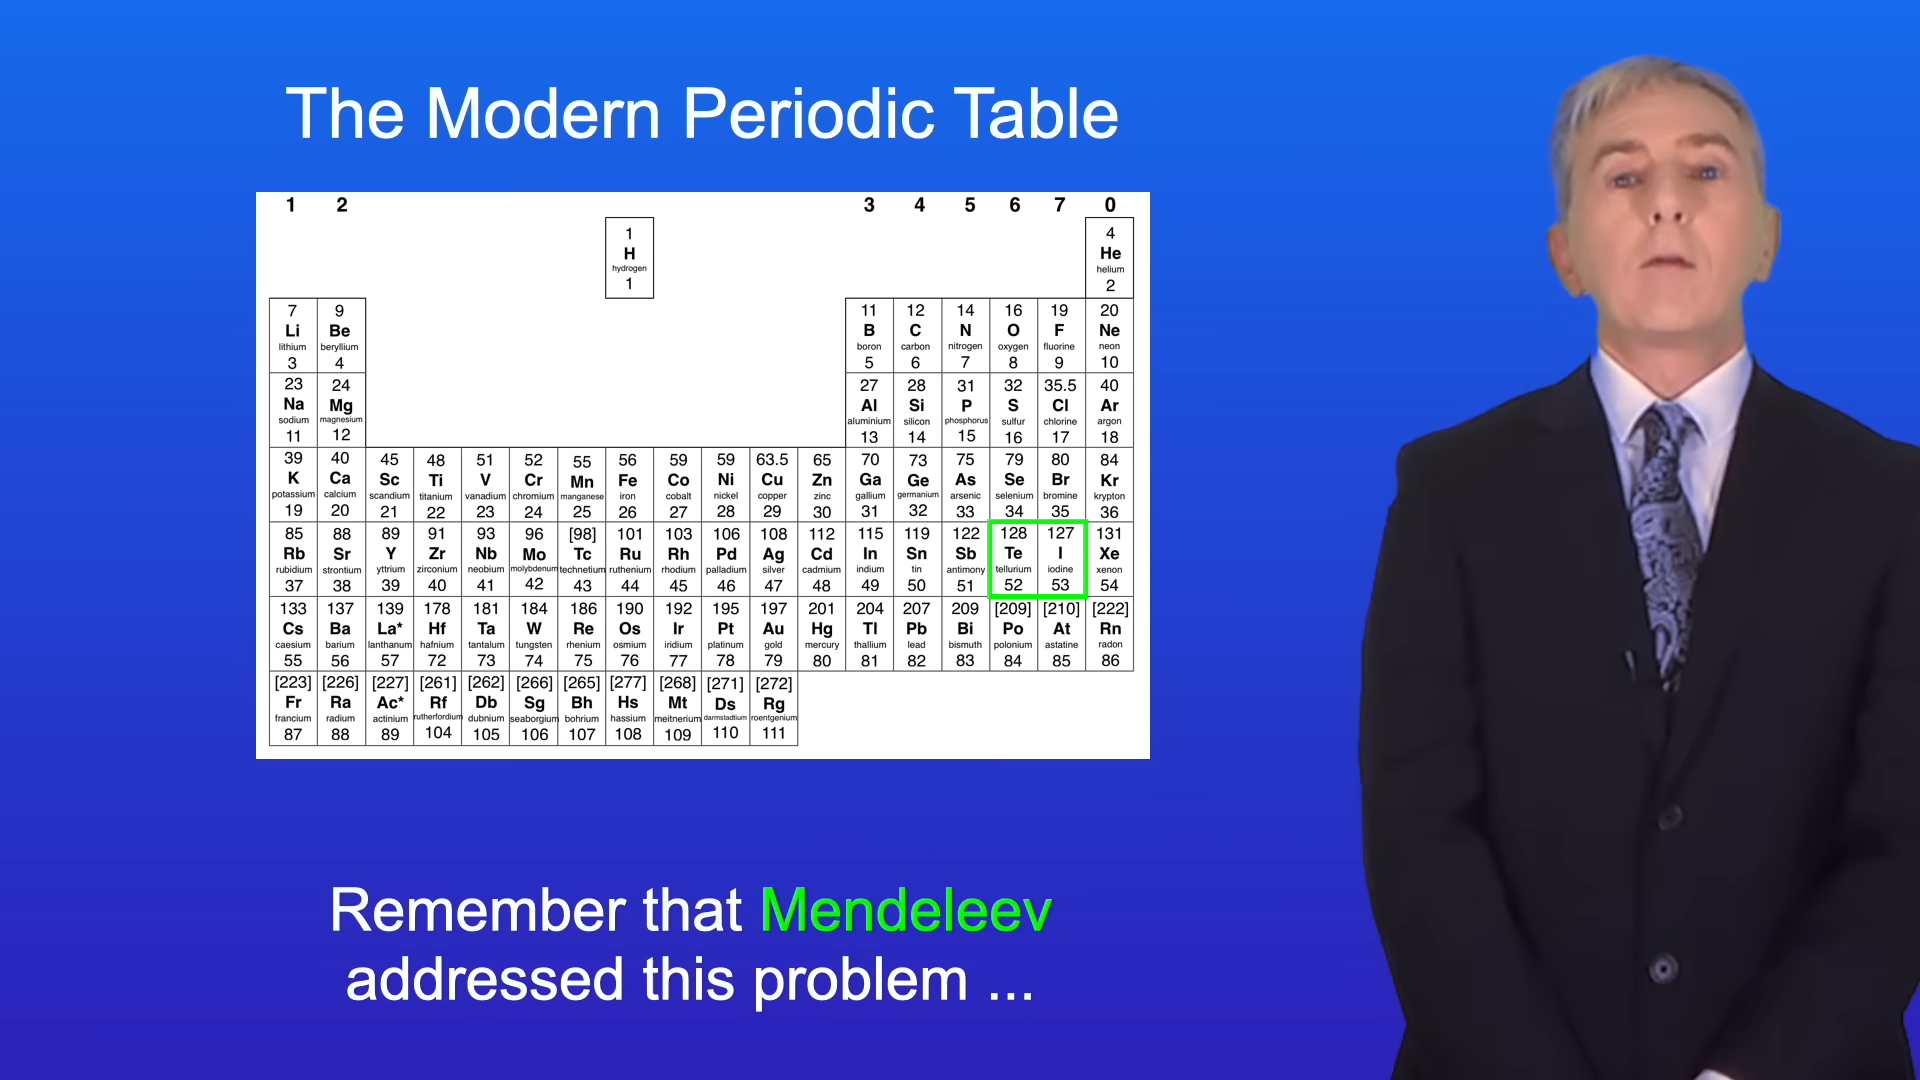 The Modern Periodic Table
1 2 3 4 5 6 7 0
1 4
H He
hydrogen helium
1 2
7 9 11 12 14 16 19 20
Li Be B C N O F Ne
lithium beryllium boron carbon nitrogen oxygen fluorine neon
3 4 5 6 7 8 9 10
23 24 27 28 31 32 35.5 40
Na Mg Al Si P S Cl Ar
sodium magnesium aluminium silicon phosphorus sulfur chlorine argon
11 12 13 14 15 16 17 18
39 40 45 48 51 52 55 56 59 59 63.5 65 70 73 75 79 80 84
K Ca Sc Ti V Cr Mn Fe Co Ni Cu Zn Ga Ge As Se Br Kr
potassium calcium scandium titanium vanadium chromium manganese iron cobalt nickel copper zinc gallium germanium arsenic selenium bromine krypton
19 20 21 22 23 24 25 26 27 28 29 30 31 32 33 34 35 36
85 88 89 91 93 96 [98] 101 103 106 108 112 115 119 122 128 127 131
Rb Sr Y Zr Nb Mo Tc Ru Rh Pd Ag Cd In Sn Sb Te I Xe
rubidium strontium yttrium zirconium neobium molybdenum technetium ruthenium rhodium palladium silver cadmium indium tin antimony tellurium iodine xenon
37 38 39 40 41 42 43 44 45 46 47 48 49 50 51 52 53 54
133 137 139 178 181 184 186 190 192 195 197 201 204 207 209 [209] [210] [222]
Cs Ba La* Hf Ta W Re Os Ir Pt Au Hg Tl Pb Bi Po At Rn
caesium barium lanthanum hafnium tantalum tungsten rhenium osmium iridium platinum gold mercury thallium lead bismuth polonium astatine radon
55 56 57 72 73 74 75 76 77 78 79 80 81 82 83 84 85 86
[223] [226] [227] [261] [262] [266] [265] [277] [268] [271] [272]
Fr Ra Ac* Rf Db Sg Bh Hs Mt Ds Rg
francium radium actinium rutherfordium dubnium seaborgium bohrium hassium meitnerium darmstadtium roentgenium
87 88 89 104 105 106 107 108 109 110 111
Remember that Mendeleev
addressed this problem ...